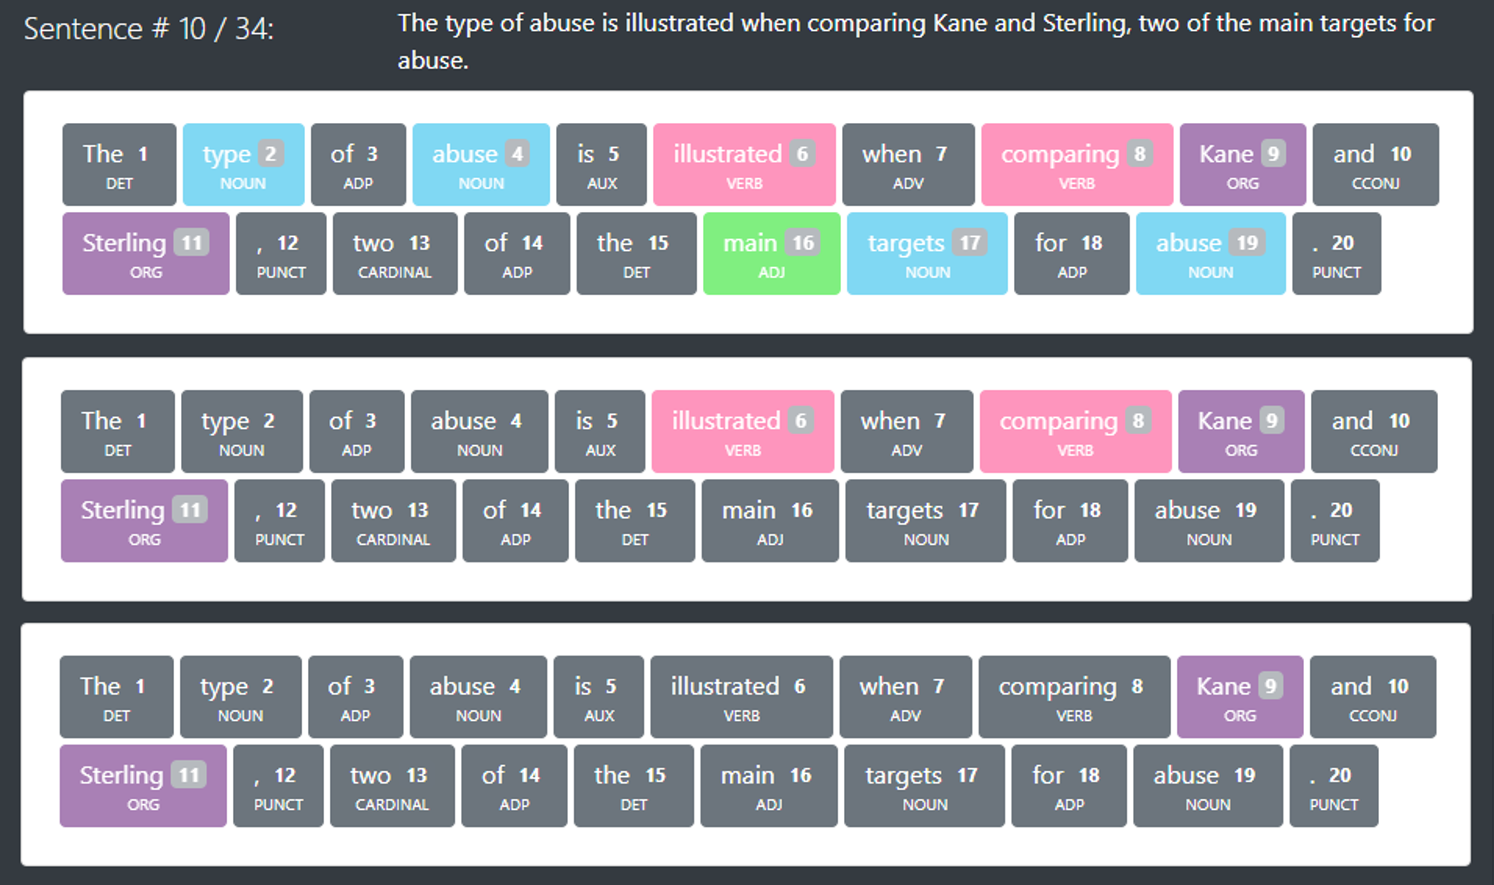 Sentence # 10 / 34:
The type of abuse is illustrated when comparing Kane and Sterling, two of the main targets for
abuse.
The 1 type 2 of 3 abuse 4 is 5 illustrated 6 when 7 comparing 8 Kane 9 and 10
DET NOUN ADP NOUN AUX VERB ADV VERB ORG CCONJ
Sterling 11 , 12 two 13 of 14 the 15 main 16 targets 17 for 18 abuse 19 . 20
ORG PUNCT CARDINAL ADP DET ADJ NOUN ADP NOUN PUNCT
The 1 type 2 of 3 abuse 4 is 5 illustrated 6 when 7 comparing 8 Kane 9 and 10
DET NOUN ADP NOUN AUX VERB ADV VERB ORG CCONJ
Sterling 11 , 12 two 13 of 14 the 15 main 16 targets 17 for 18 abuse 19 . 20
ORG PUNCT CARDINAL ADP DET ADJ NOUN ADP NOUN PUNCT
The 1 type 2 of 3 abuse 4 is 5 illustrated 6 when 7 comparing 8 Kane 9 and 10
DET NOUN ADP NOUN AUX VERB ADV VERB ORG CCONJ
Sterling 11 , 12 two 13 of 14 the 15 main 16 targets 17 for 18 abuse 19 . 20
ORG PUNCT CARDINAL ADP DET ADJ NOUN ADP NOUN PUNCT